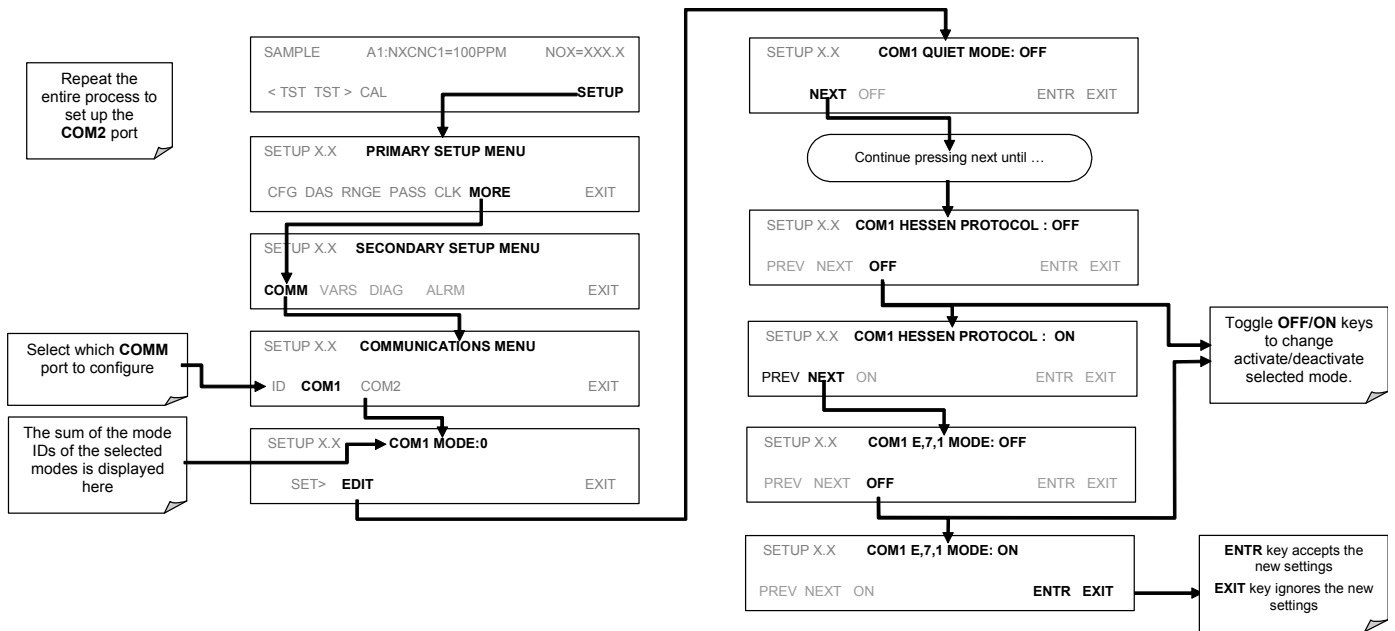 Repeat the
entire process to
set up the
COM2 port
SAMPLE A1:NXCNC1=100PPM NOX=XXX.X
< TST TST > CAL SETUP
SETUP X.X PRIMARY SETUP MENU
CFG DAS RNGE PASS CLK MORE EXIT
SETUP X.X SECONDARY SETUP MENU
COMM VARS DIAG ALRM EXIT
Select which COMM
port to configure
SETUP X.X COMMUNICATIONS MENU
ID COM1 COM2 EXIT
The sum of the mode
IDs of the selected
modes is displayed
here
SETUP X.X COM1 MODE:0
SET> EDIT EXIT
SETUP X.X COM1 QUIET MODE: OFF
NEXT OFF ENTR EXIT
Continue pressing next until …
SETUP X.X COM1 HESSEN PROTOCOL : OFF
PREV NEXT OFF ENTR EXIT
SETUP X.X COM1 HESSEN PROTOCOL : ON
PREV NEXT ON ENTR EXIT
Toggle OFF/ON keys
to change
activate/deactivate
selected mode.
SETUP X.X COM1 E,7,1 MODE: OFF
PREV NEXT OFF ENTR EXIT
SETUP X.X COM1 E,7,1 MODE: ON
PREV NEXT ON ENTR EXIT
ENTR key accepts the
new settings
EXIT key ignores the new
settings